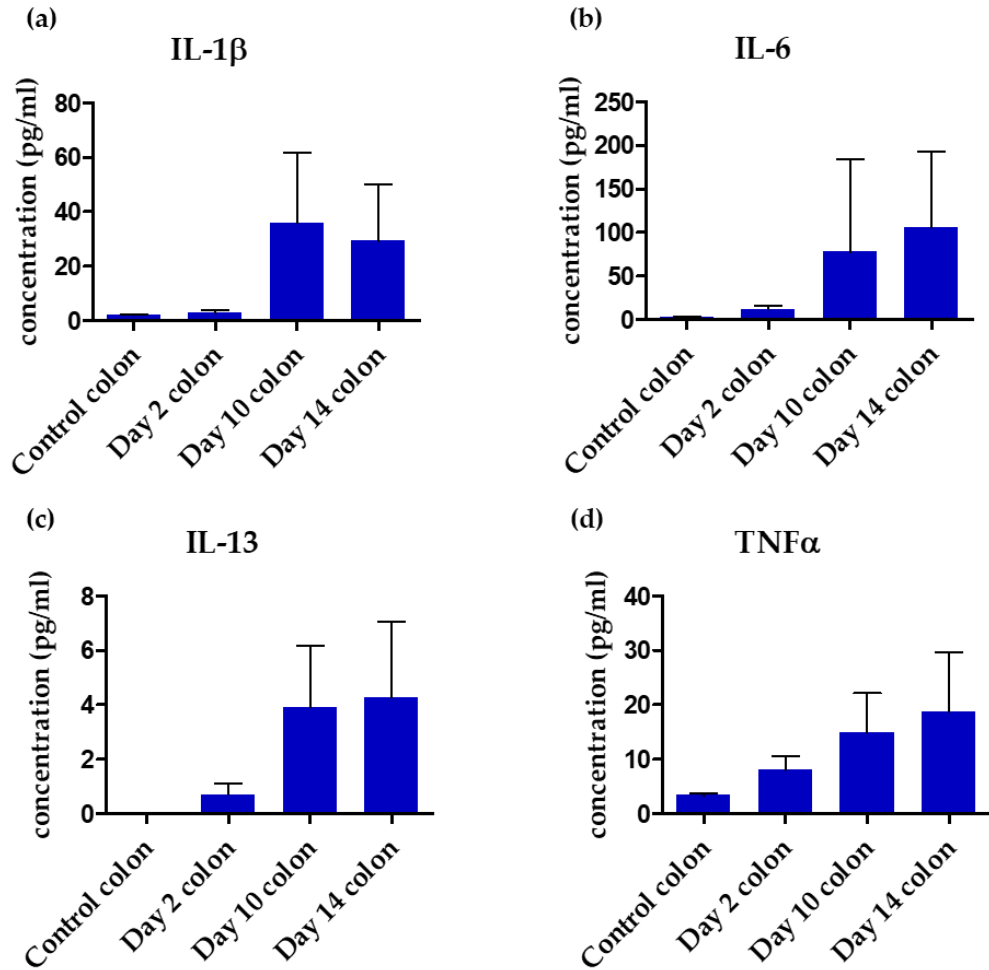 (a)
IL-1β
concentration (pg/ml)
80
60
40
20
0
Control colon
Day 2 colon
Day 10 colon
Day 14 colon
(b)
IL-6
concentration (pg/ml)
250
200
150
100
50
0
Control colon
Day 2 colon
Day 10 colon
Day 14 colon
(c)
IL-13
concentration (pg/ml)
8
6
4
2
0
Control colon
Day 2 colon
Day 10 colon
Day 14 colon
(d)
TNFα
concentration (pg/ml)
40
30
20
10
0
Control colon
Day 2 colon
Day 10 colon
Day 14 colon